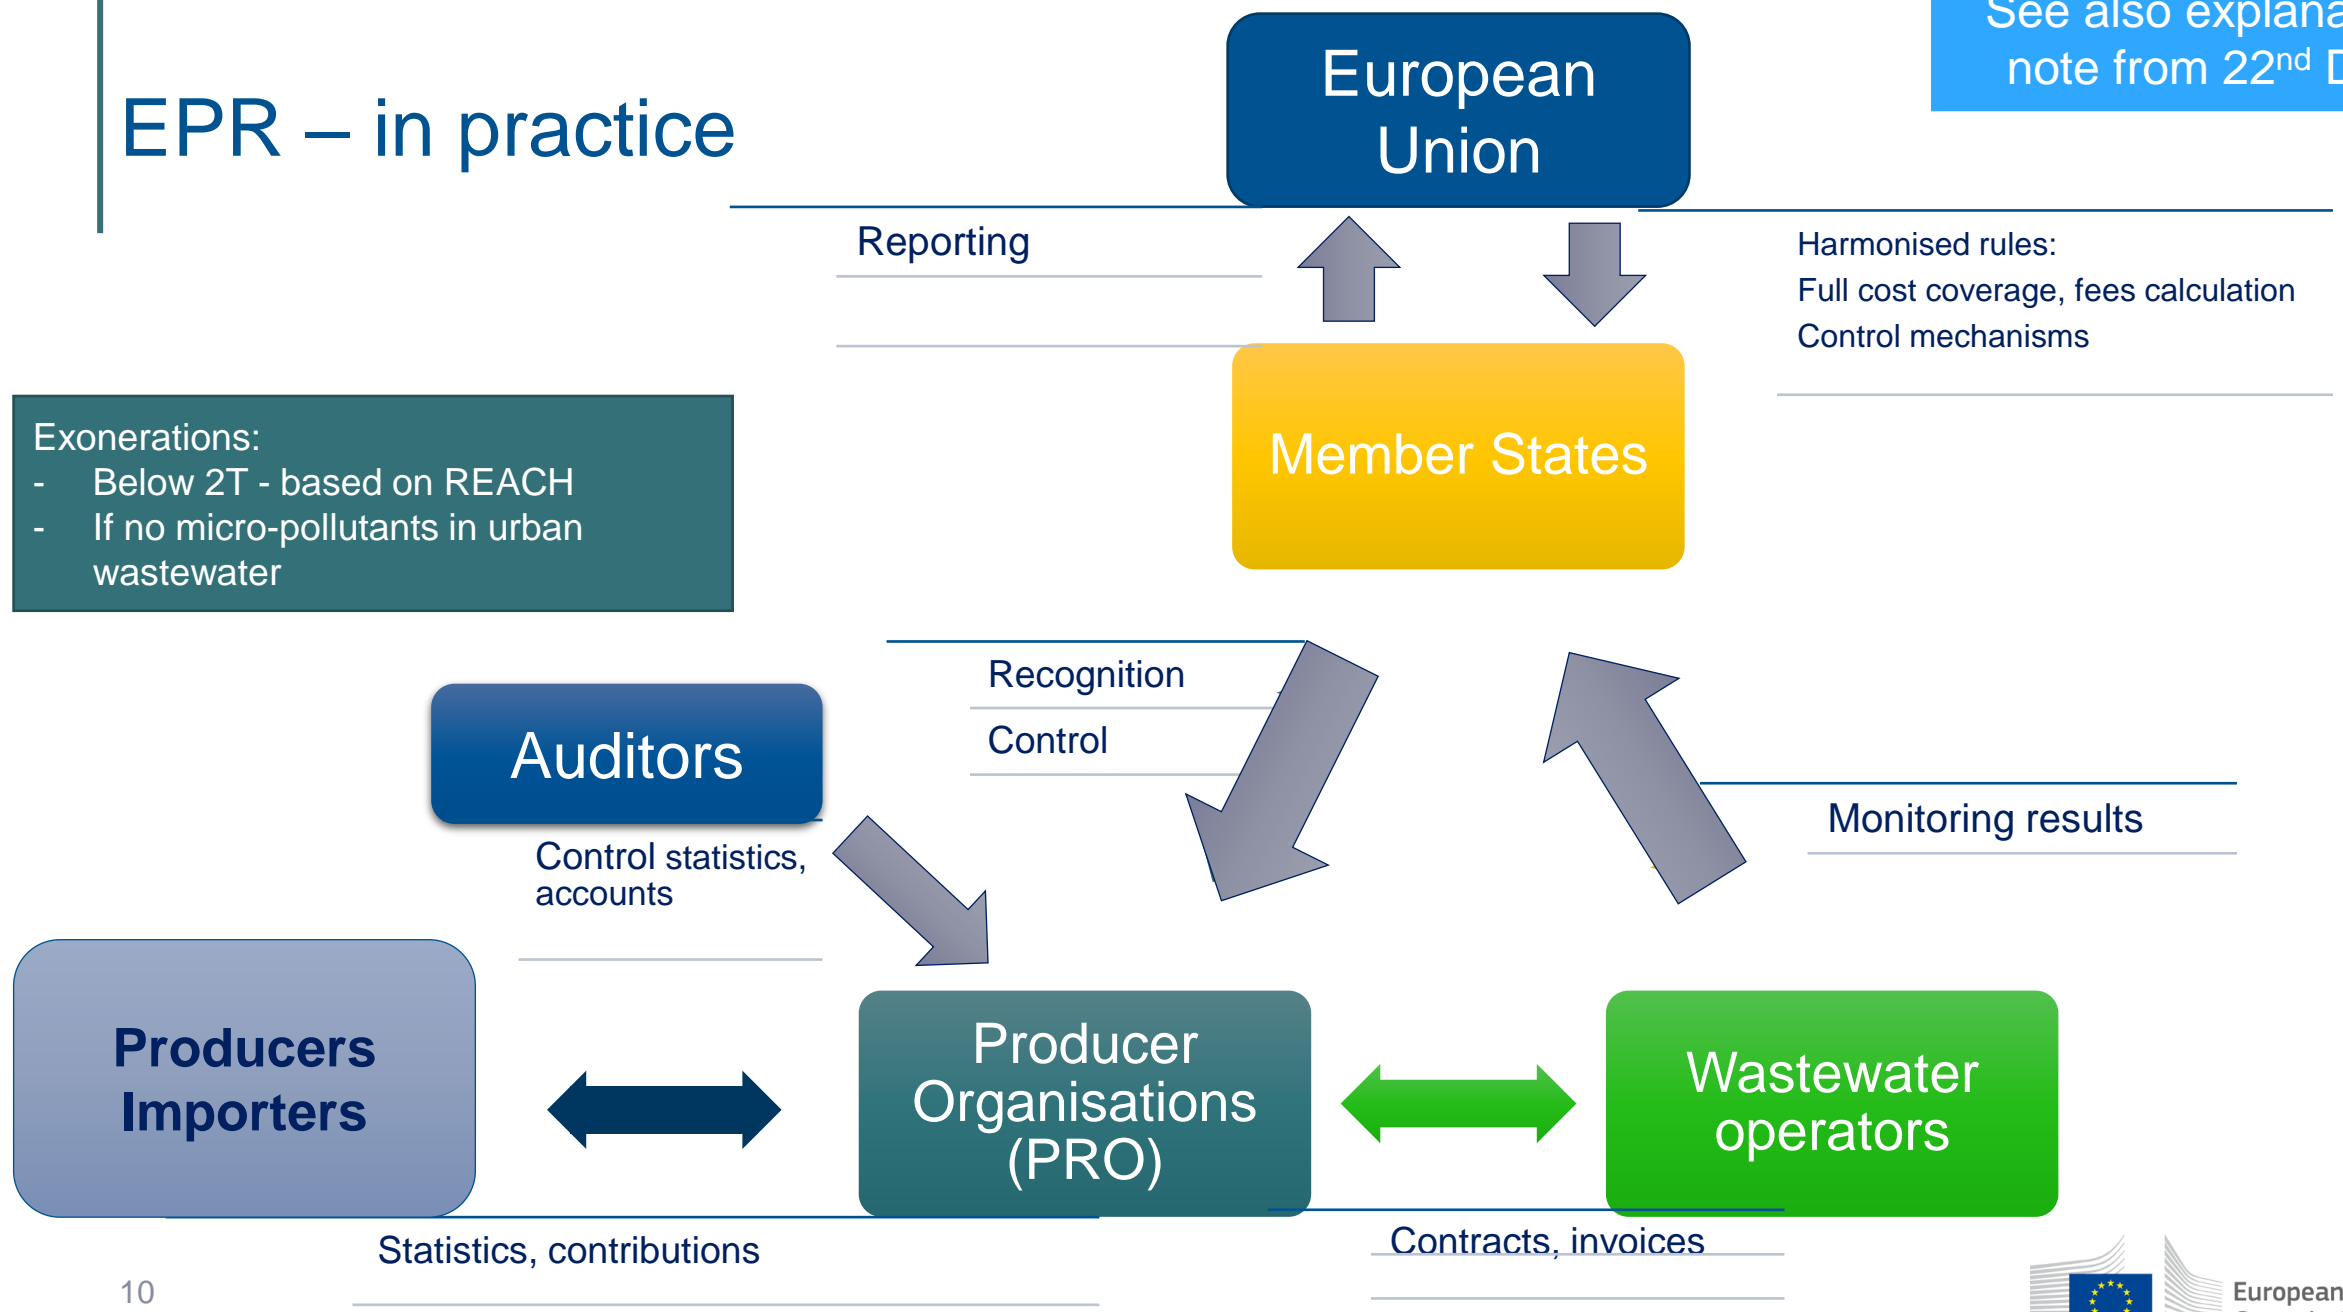 See also
note from 22nd
EPR – in practice
European
Union
Reporting
Harmonised rules:
Full cost coverage, fees calculation
Control mechanisms
Member States
Exonerations:
- Below 2T - based on REACH
- If no micro-pollutants in urban
wastewater
Recognition
Control
Auditors
Control statistics,
accounts
Monitoring results
Producers
Importers
Producer
Organisations
(PRO)
Wastewater
operators
Statistics, contributions
Contracts, invoices
10
European